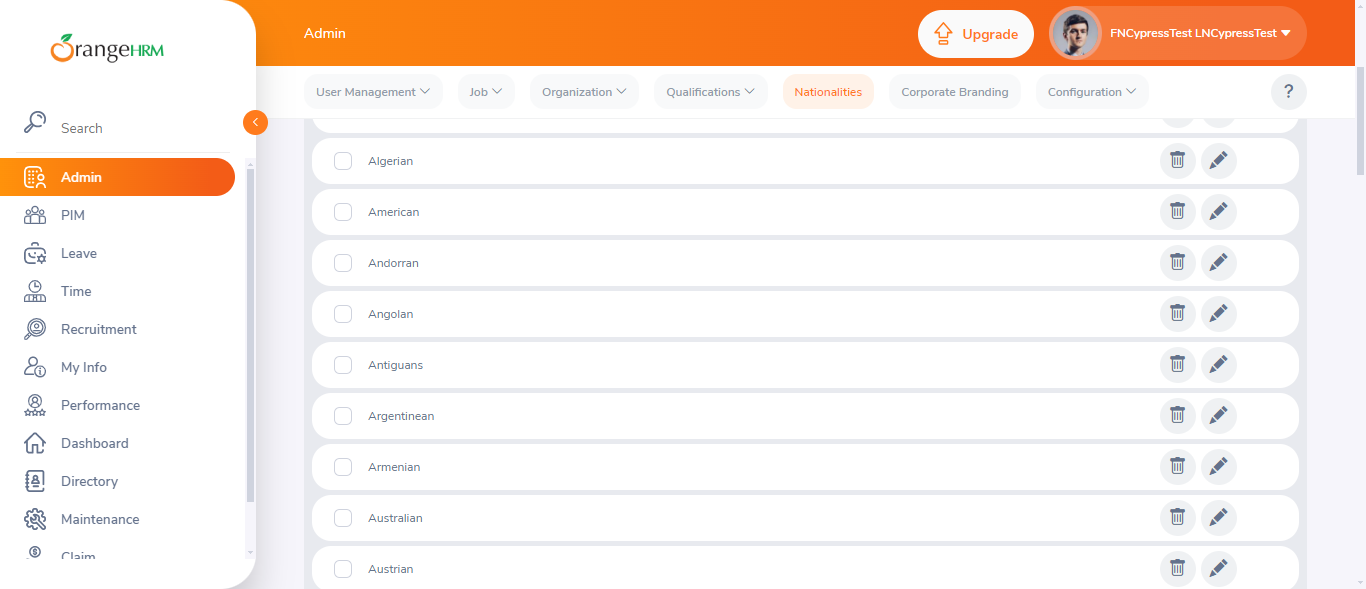 OrangeHRM
Search
Admin
PIM
Leave
Time
Recruitment
My Info
Performance
Dashboard
Directory
Maintenance
Claim
Admin
Upgrade
FNCypressTest LNCypressTest
User Management
Job
Organization
Qualifications
Nationalities
Corporate Branding
Configuration
?
Algerian
American
Andorran
Angolan
Antiguans
Argentinean
Armenian
Australian
Austrian